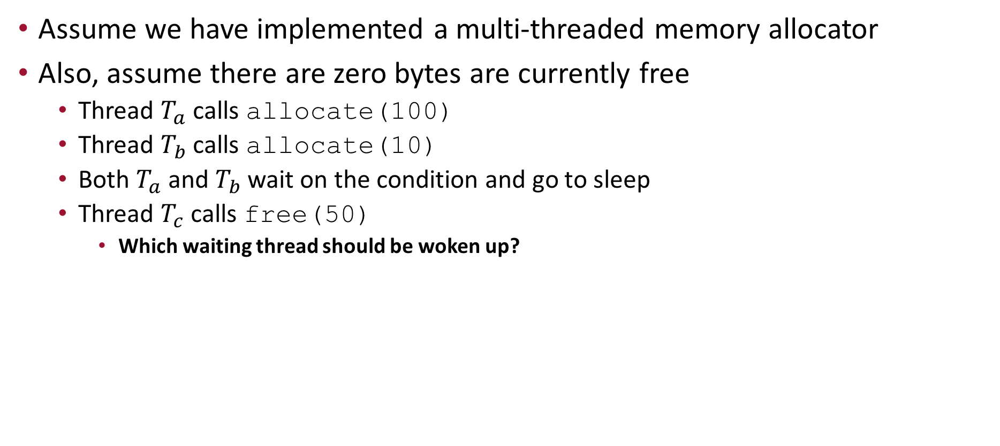 • Assume we have implemented a multi-threaded memory allocator
• Also, assume there are zero bytes are currently free
• Thread Tₐ calls allocate(100)
• Thread T_b calls allocate(10)
• Both Tₐ and T_b wait on the condition and go to sleep
• Thread T_c calls free(50)
• Which waiting thread should be woken up?